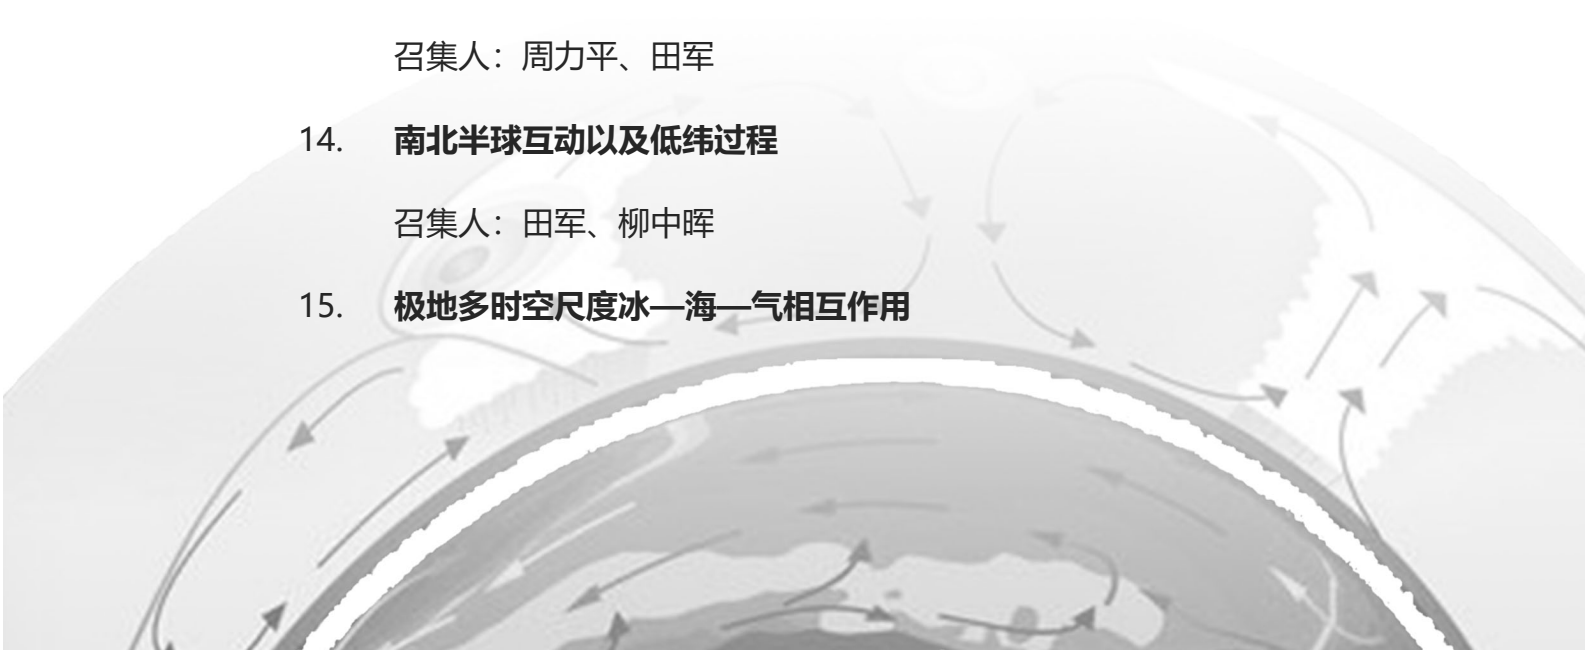 召集人：周力平、田军
14. 南北半球互动以及低纬过程
召集人：田军、柳中晖
15. 极地多时空尺度冰—海—气相互作用